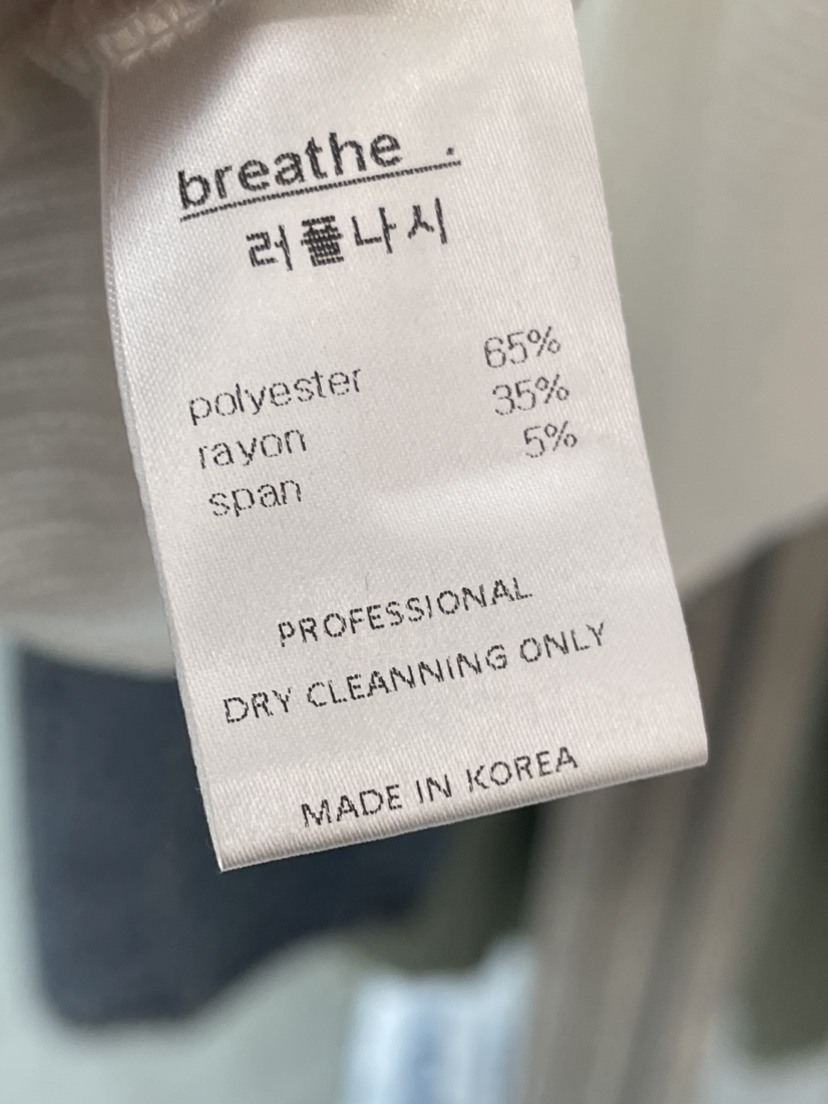 breathe .
러플나시
polyester 65%
rayon 35%
span 5%
PROFESSIONAL
DRY CLEANNING ONLY
MADE IN KOREA